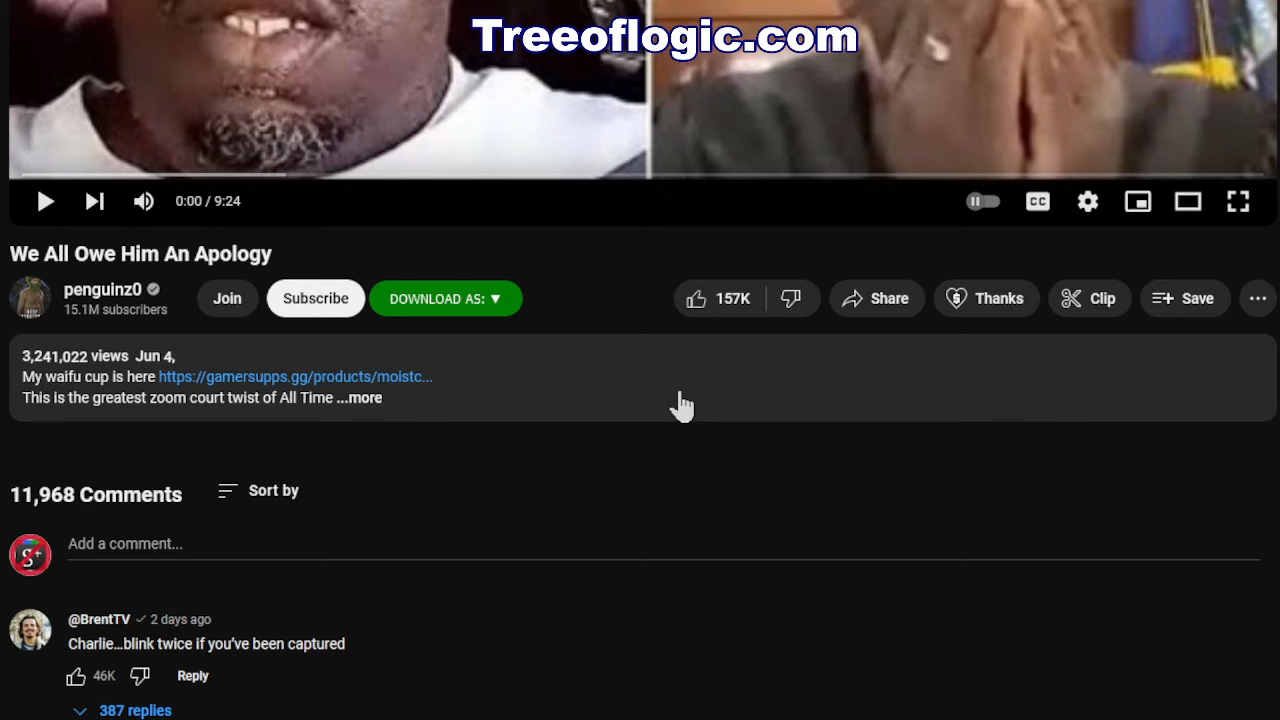 Treeoflogic.com
0:00 / 9:24
CC
We All Owe Him An Apology
penguinz0
15.1M subscribers
Join
Subscribe
DOWNLOAD AS: ▼
157K
Share
Thanks
Clip
Save
3,241,022 views Jun 4,
My waifu cup is here https://gamersupps.gg/products/moistc...
This is the greatest zoom court twist of All Time ...more
11,968 Comments
Sort by
g+
Add a comment...
@BrentTV 2 days ago
Charlie…blink twice if you've been captured
46K
Reply
387 replies